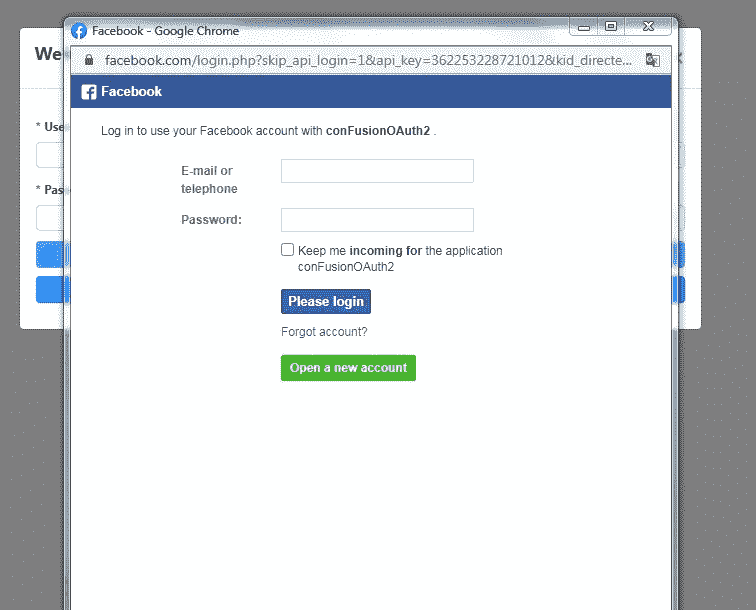 Facebook - Google Chrome
We
facebook.com/login.php?skip_api_login=1&api_key=362253228721012&kid_directe...
Facebook
Log in to use your Facebook account with conFusionOAuth2 .
* Use
E-mail or
telephone
* Pas
Password:
Keep me incoming for the application
conFusionOAuth2
Please login
Forgot account?
Open a new account